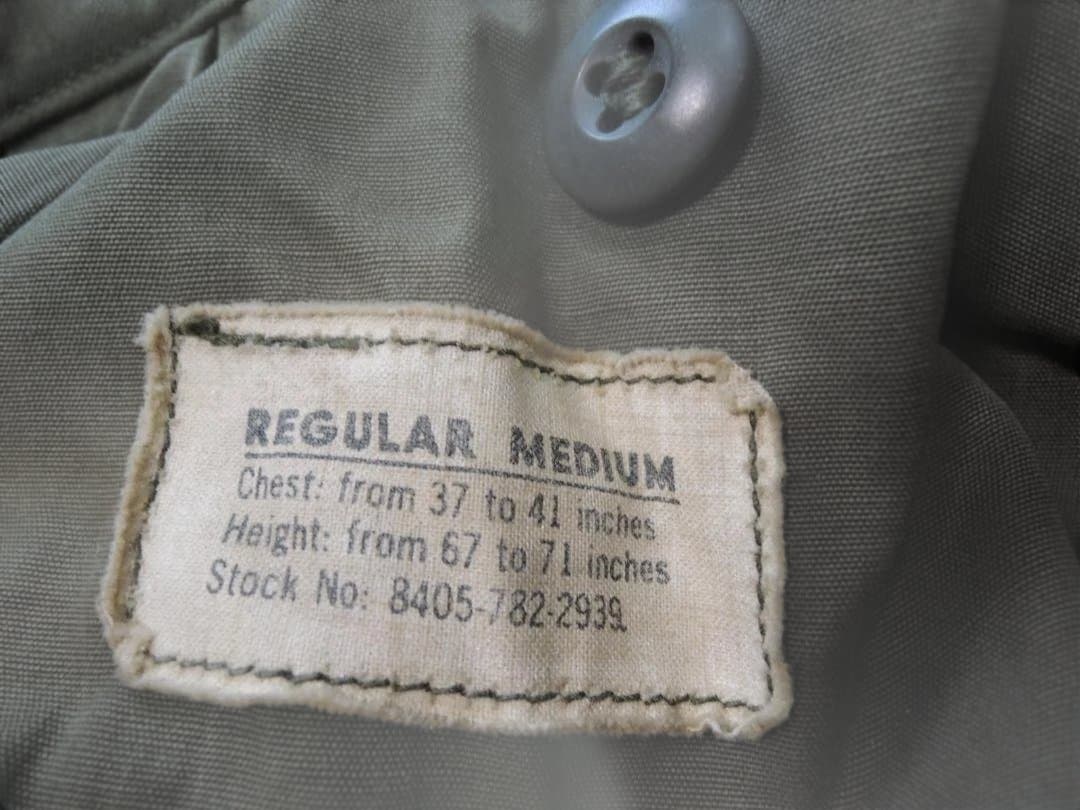 REGULAR MEDIUM
Chest: from 37 to 41 inches
Height: from 67 to 71 inches
Stock No: 8405-782-2939